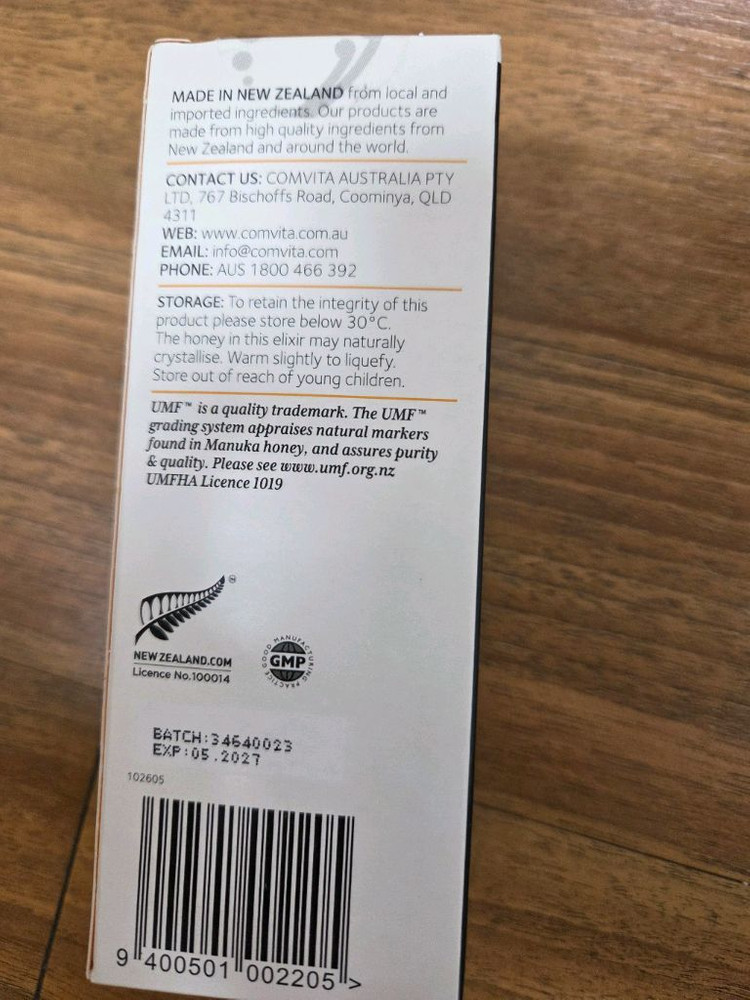 MADE IN NEW ZEALAND from local and
imported ingredients. Our products are
made from high quality ingredients from
New Zealand and around the world.
CONTACT US: COMVITA AUSTRALIA PTY
LTD, 767 Bischoffs Road, Coominya, QLD
4311
WEB: www.comvita.com.au
EMAIL: info@comvita.com
PHONE: AUS 1800 466 392
STORAGE: To retain the integrity of this
product please store below 30°C.
The honey in this elixir may naturally
crystallise. Warm slightly to liquefy.
Store out of reach of young children.
UMF™ is a quality trademark. The UMF™
grading system appraises natural markers
found in Manuka honey, and assures purity
& quality. Please see www.umf.org.nz
UMFHA Licence 1019
TM
NEWZEALAND.COM
Licence No.100014
GOOD MANUFACTURING PRACTICE
GMP
BATCH:34640023
EXP:05.2027
102605
9 400501 002205 >